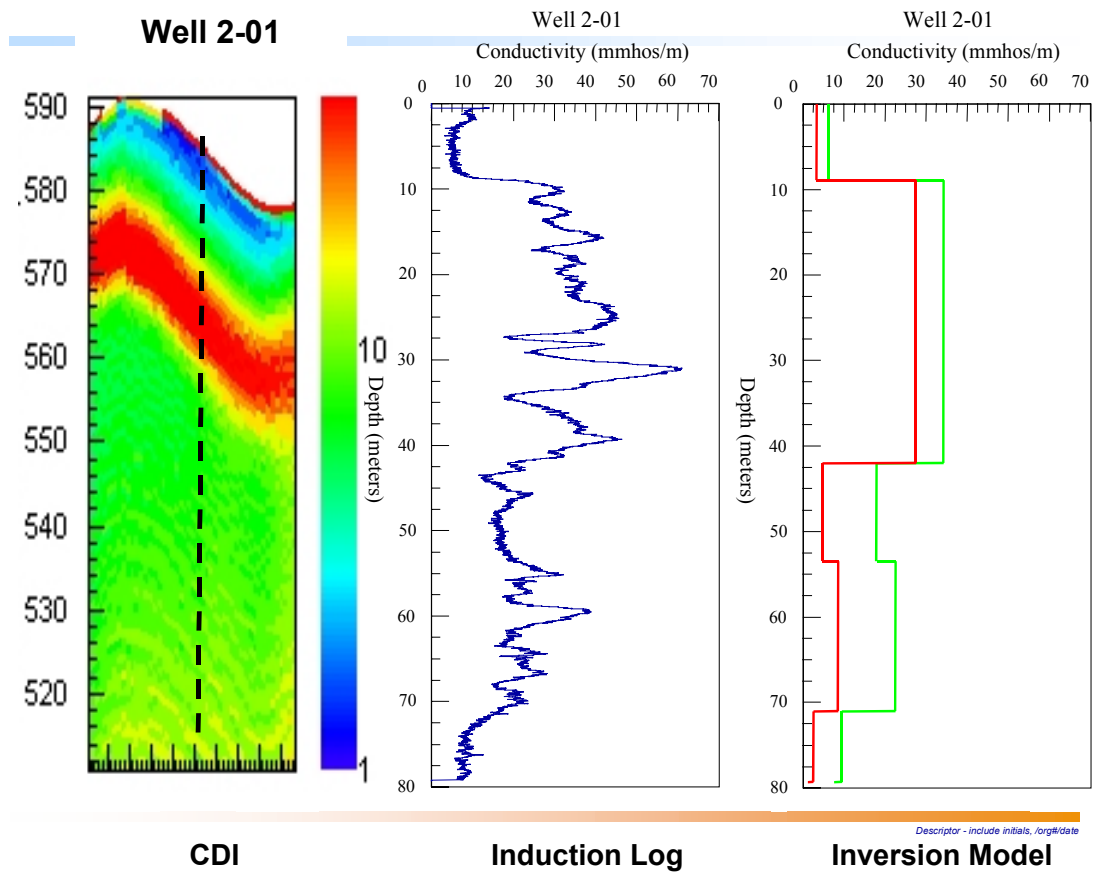 Well 2-01
590
580
570
560
550
540
530
520
10
1
CDI
Well 2-01
Conductivity (mmhos/m)
0 10 20 30 40 50 60 70
0
10
20
30
40
50
60
70
80
Depth (meters)
Induction Log
Well 2-01
Conductivity (mmhos/m)
0 10 20 30 40 50 60 70
0
10
20
30
40
50
60
70
80
Depth (meters)
Descriptor - include initials, /org#/date
Inversion Model